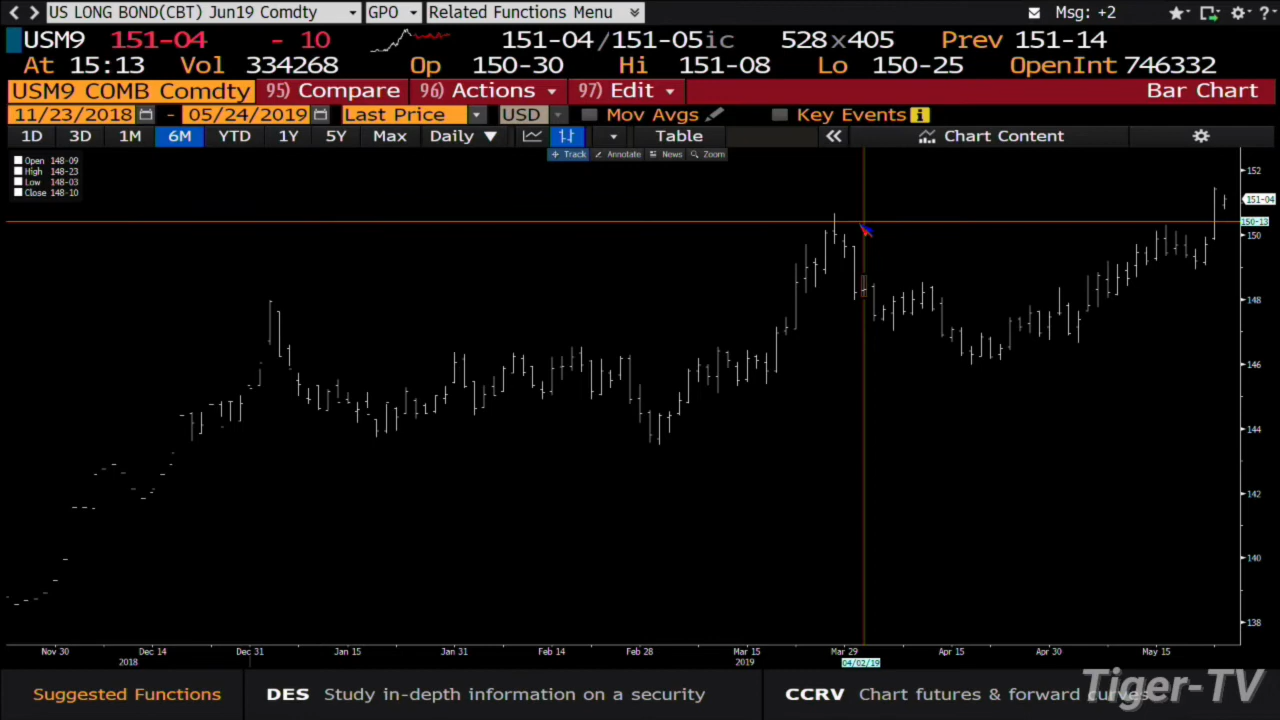 US LONG BOND(CBT) Jun19 Comdty GPO Related Functions Menu Msg: +2
USM9 151-04 - 10 151-04/151-05ic 528x405 Prev 151-14
At 15:13 Vol 334268 Op 150-30 Hi 151-08 Lo 150-25 OpenInt 746332
USM9 COMB Comdty 95) Compare 96) Actions 97) Edit Bar Chart
11/23/2018 - 05/24/2019 Last Price USD Mov Avgs Key Events
1D 3D 1M 6M YTD 1Y 5Y Max Daily ▼ Table « Chart Content
Track Annotate News Zoom
Open 148-09
High 148-23
Low 148-03
Close 148-10
152
151-04
150-13
150
148
146
144
142
140
138
Nov 30 Dec 14 Dec 31 Jan 15 Jan 31 Feb 14 Feb 28 Mar 15 Mar 29 Apr 15 Apr 30 May 15
2018 2019 04/02/19
Suggested Functions DES Study in-depth information on a security CCRV Chart futures & forward curves
Tiger-TV